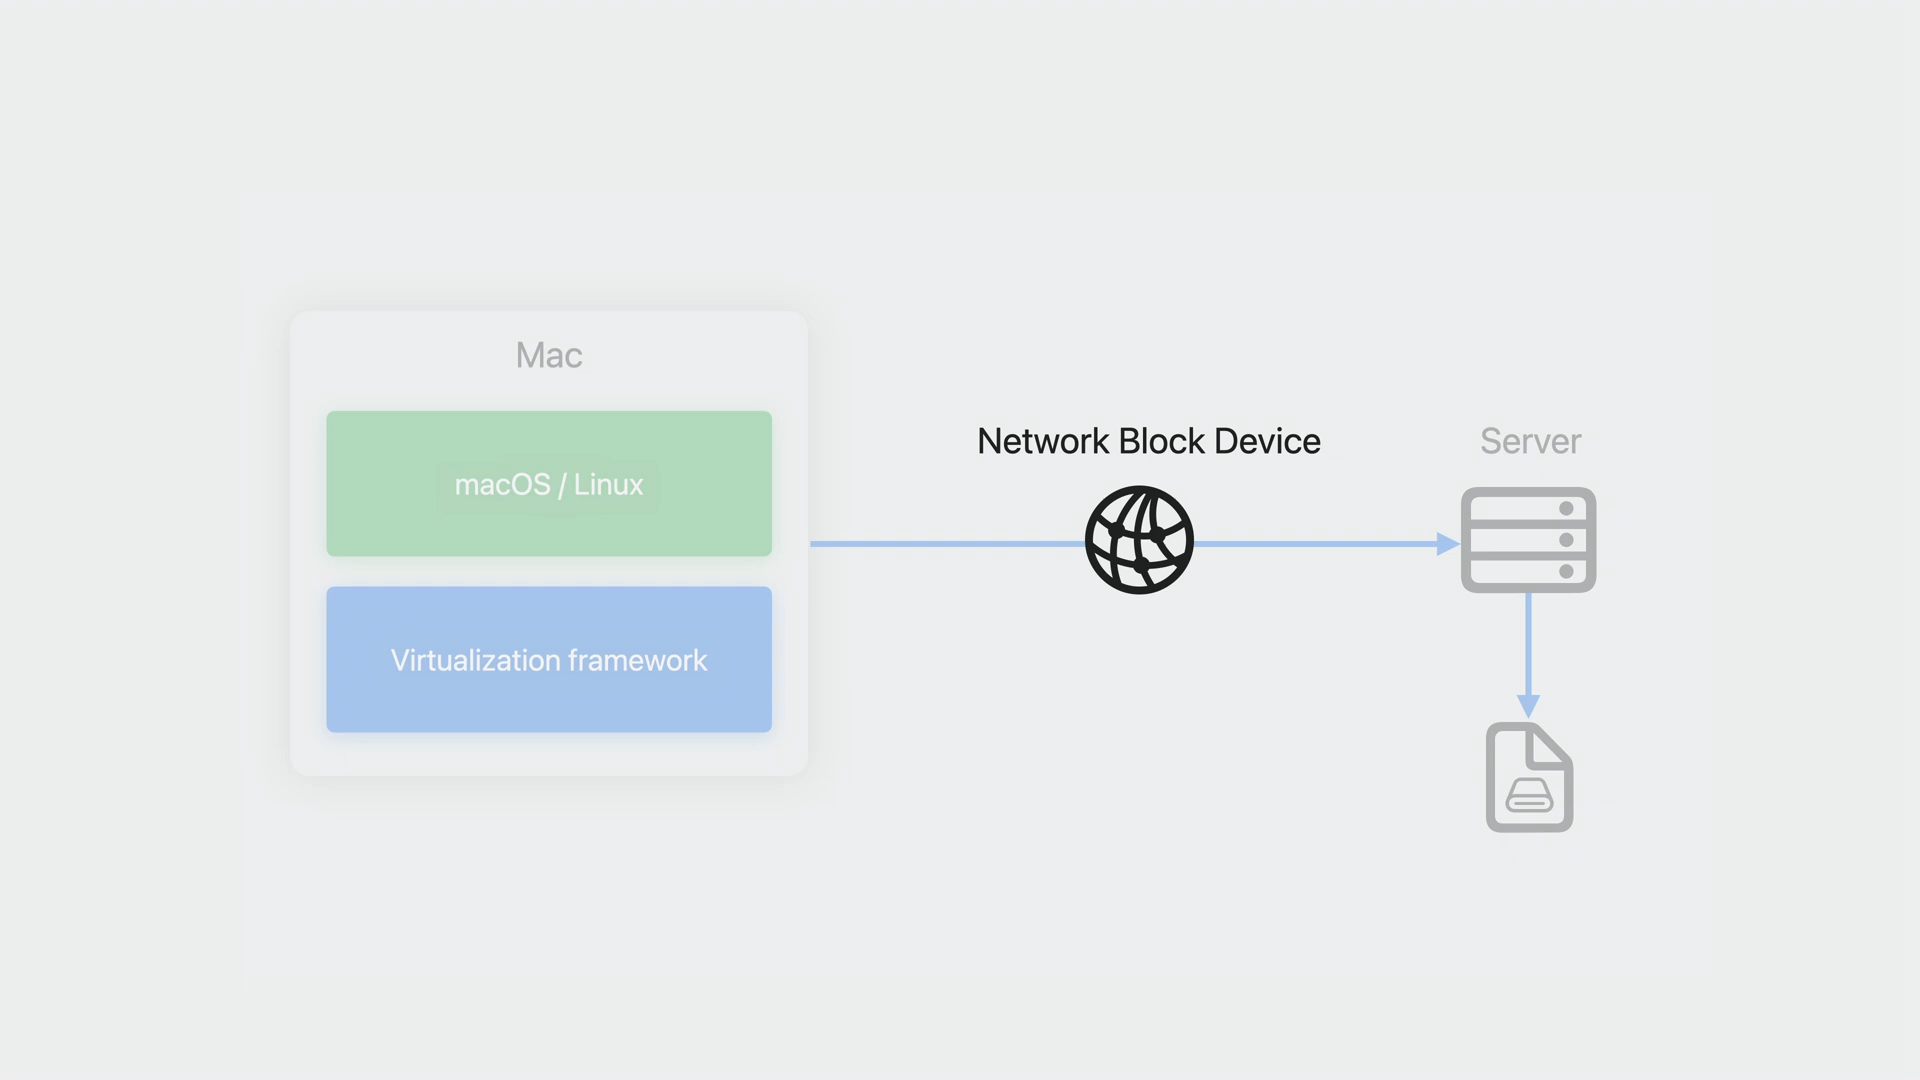 Mac
macOS / Linux
Virtualization framework
Network Block Device
Server